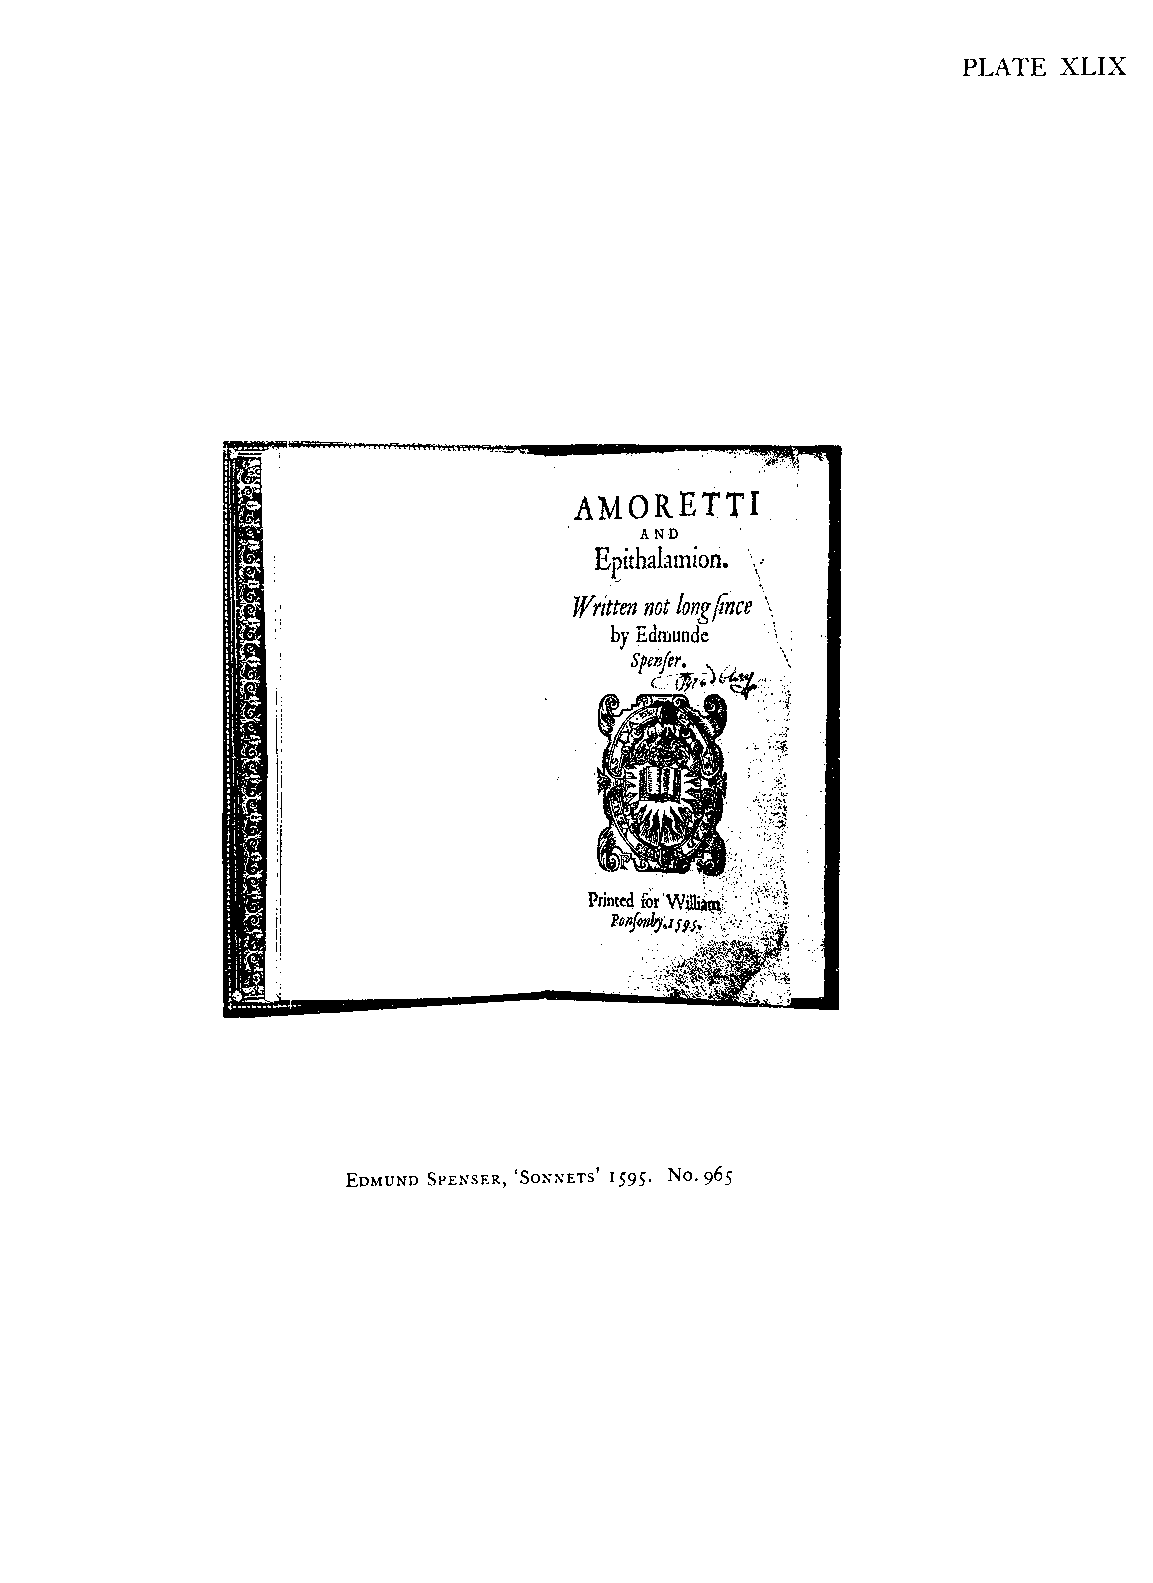 PLATE XLIX
AMORETTI
AND
Epithalamion.
Written not long ſince
by Edmunde
Spenſer.
Printed for William
Ponſonby. 1595.
EDMUND SPENSER, ‘SONNETS’ 1595. No. 965